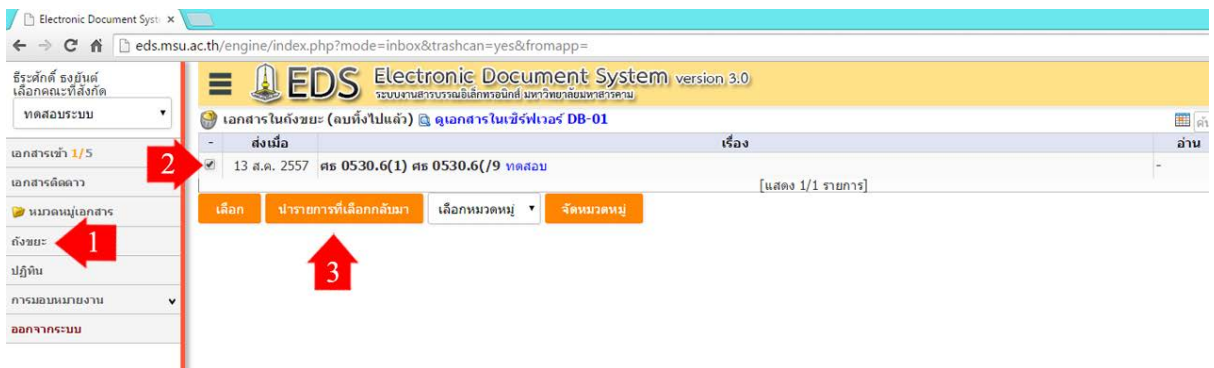 Electronic Document Syst
eds.msu.ac.th/engine/index.php?mode=inbox&trashcan=yes&fromapp=
ธีระศักดิ์ ธงยันต์
เลือกคณะที่สังกัด
ทดสอบระบบ
EDS Electronic Document System version 3.0
ระบบงานสารบรรณอิเล็กทรอนิกส์ มหาวิทยาลัยมหาสารคาม
เอกสารในถังขยะ (ลบทิ้งไปแล้ว) ดูเอกสารในเซิร์ฟเวอร์ DB-01
- ส่งเมื่อ เรื่อง อ่าน
13 ส.ค. 2557 ศธ 0530.6(1) ศธ 0530.6(/9 ทดสอบ -
[แสดง 1/1 รายการ]
เลือก นำรายการที่เลือกกลับมา เลือกหมวดหมู่ จัดหมวดหมู่
เอกสารเข้า 1/5
2
เอกสารติดดาว
หมวดหมู่เอกสาร
ถังขยะ
1
ปฏิทิน
3
การมอบหมายงาน
ออกจากระบบ